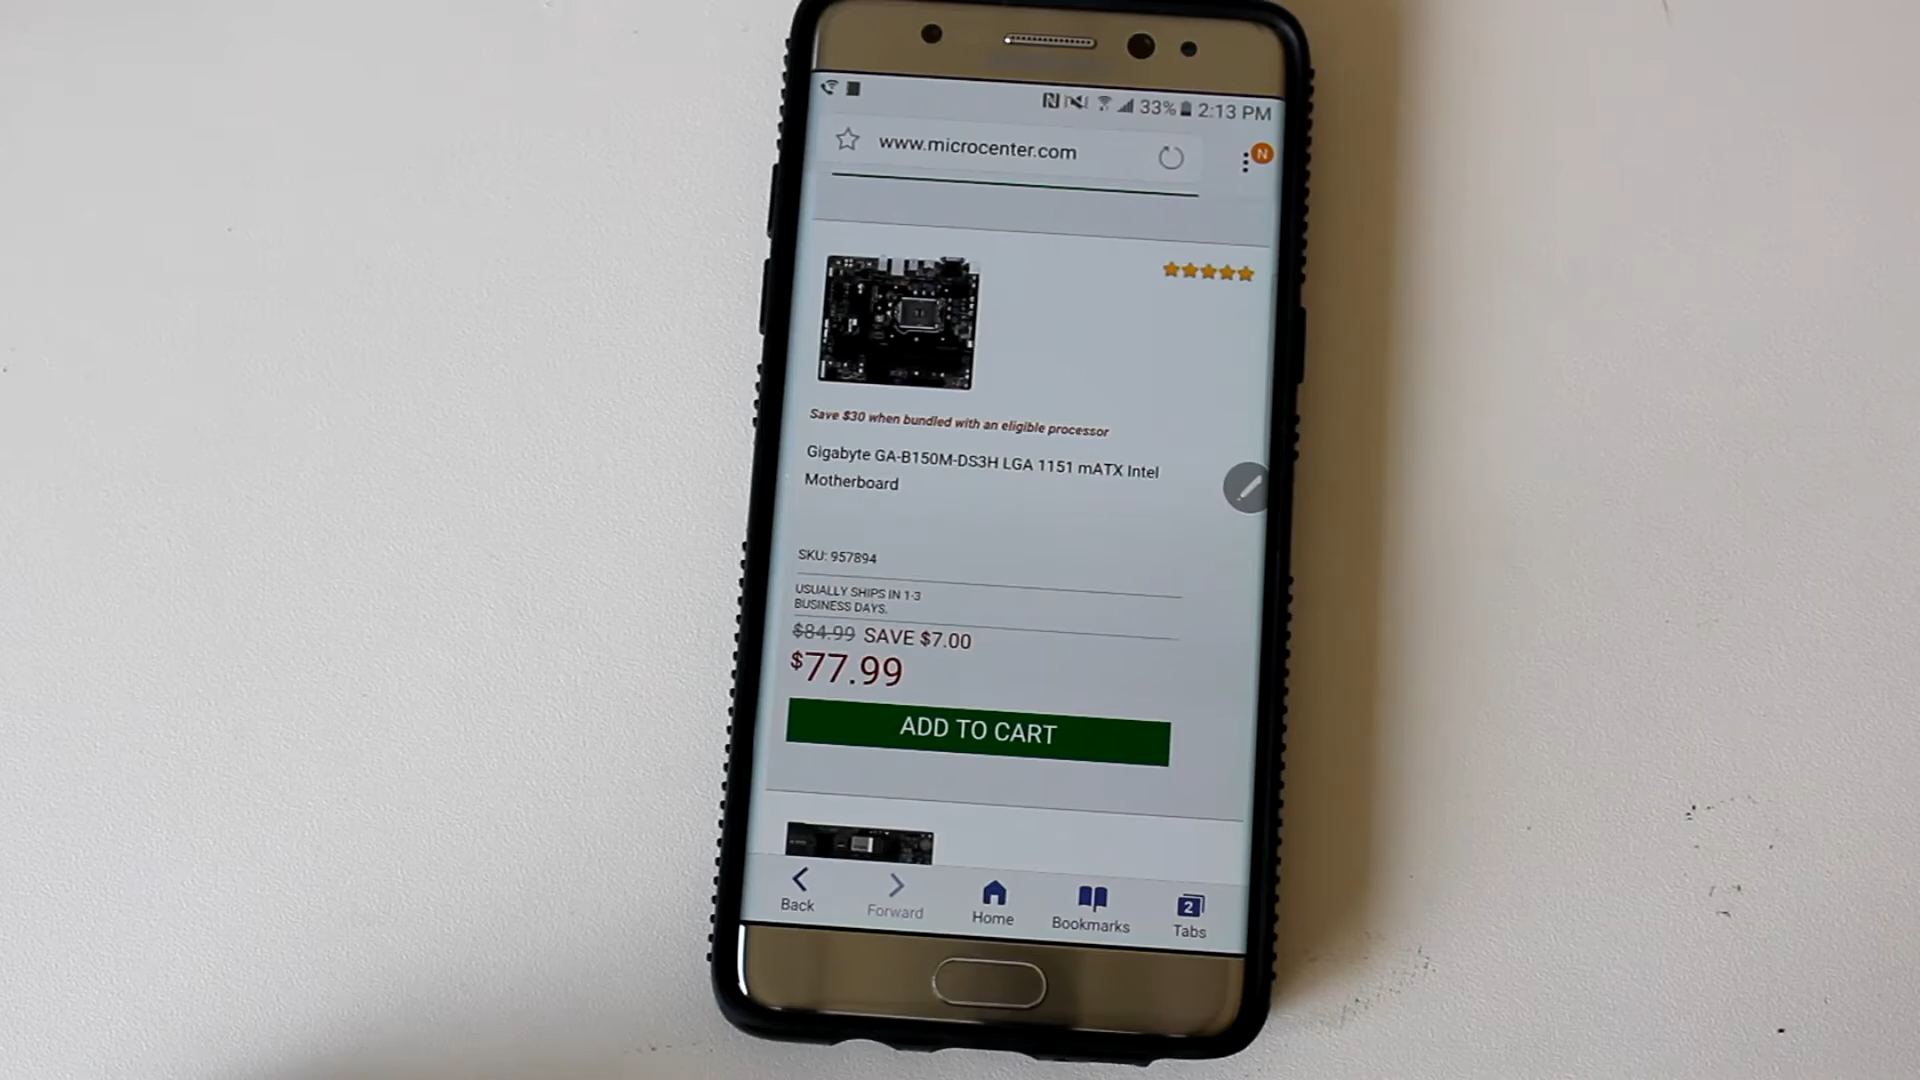 33% 2:13 PM
www.microcenter.com
N
Save $30 when bundled with an eligible processor
Gigabyte GA-B150M-DS3H LGA 1151 mATX Intel
Motherboard
SKU: 957894
USUALLY SHIPS IN 1-3
BUSINESS DAYS.
$84.99 SAVE $7.00
$77.99
ADD TO CART
2
Back Forward Home Bookmarks Tabs